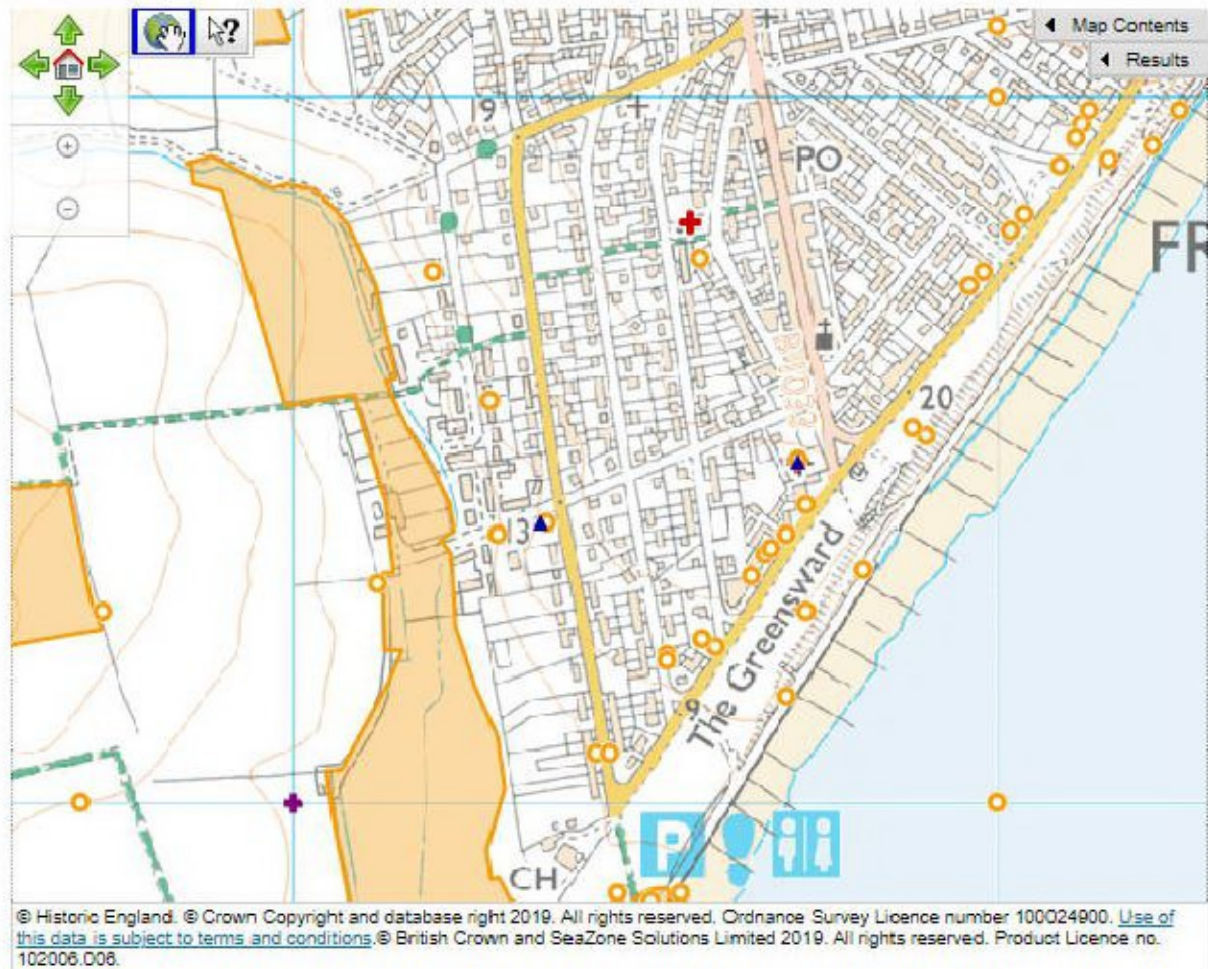 Map Contents
Results
19
PO
19
FR
B1033
20
13
9
The Greensward
P
CH
© Historic England. © Crown Copyright and database right 2019. All rights reserved. Ordnance Survey Licence number 100024900. Use of
this data is subject to terms and conditions.© British Crown and SeaZone Solutions Limited 2019. All rights reserved. Product Licence no.
102006.006.